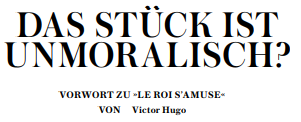 DAS STÜCK IST
UNMORALISCH?
VORWORT ZU »LE ROI S'AMUSE«
VON Victor Hugo